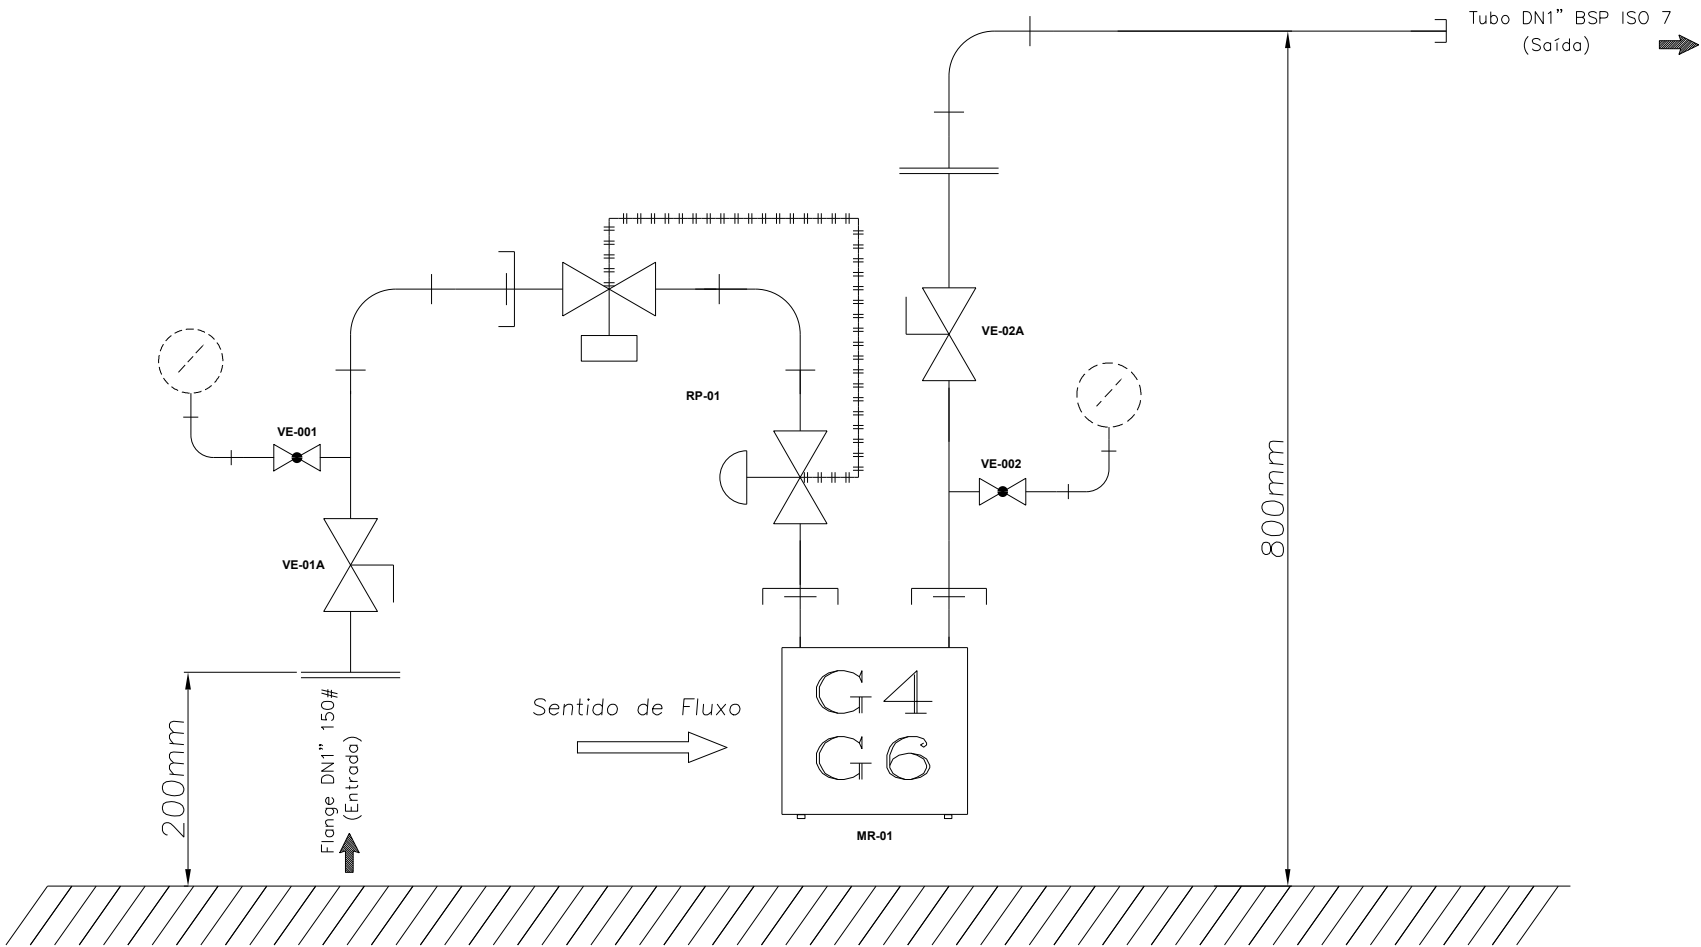 Tubo DN1" BSP ISO 7
(Saída)
VE-02A
RP-01
VE-001
VE-002
VE-01A
800mm
200mm
Flange DN1" 150#
(Entrada)
Sentido de Fluxo
G4
G6
MR-01